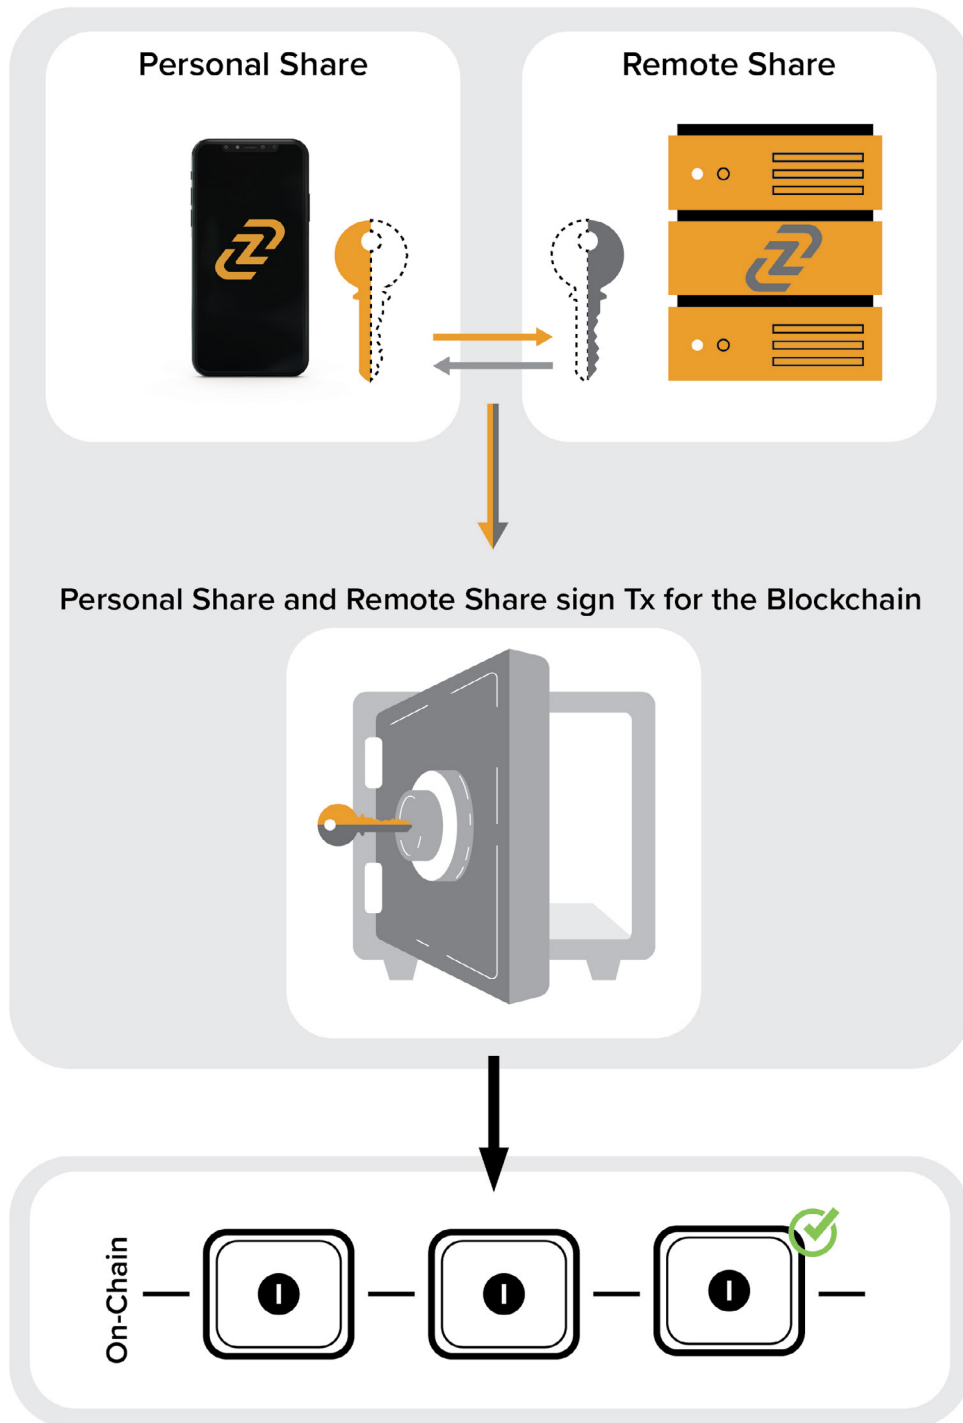 Personal Share
Remote Share
Personal Share and Remote Share sign Tx for the Blockchain
On-Chain